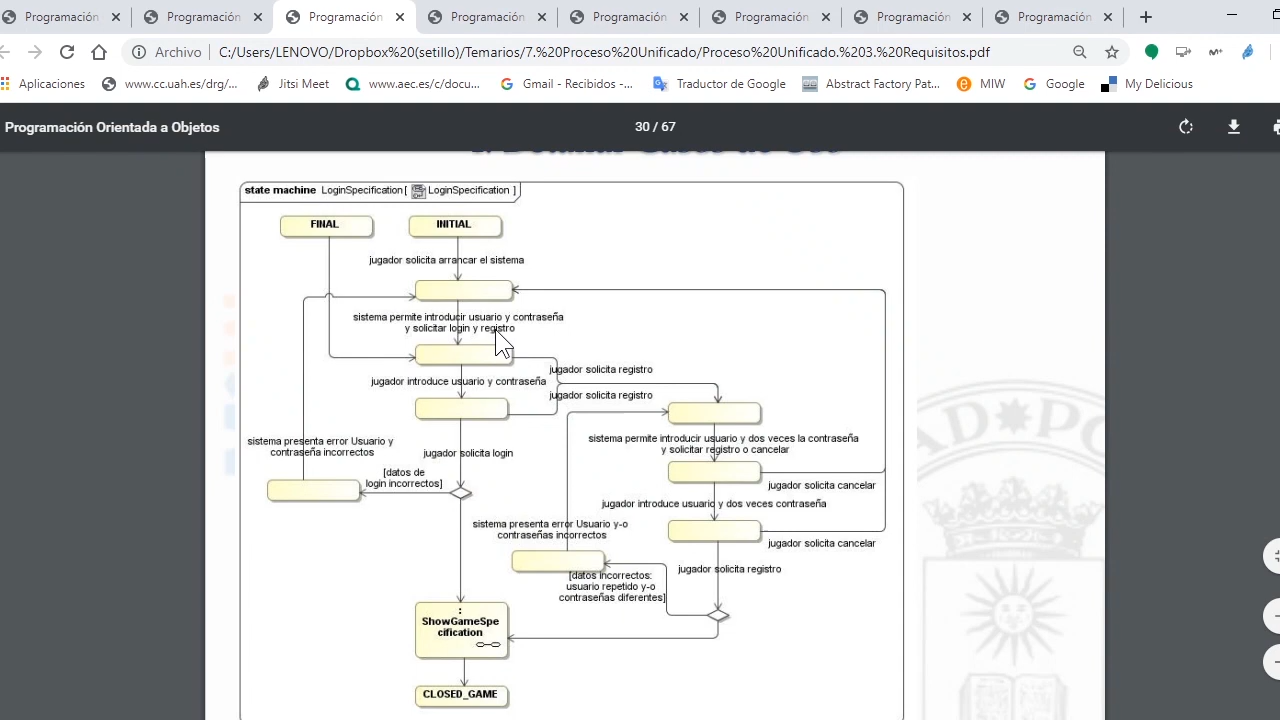 Programación
Programación
Programación
Programación
Programación
Programación
Programación
Programación
Archivo
C:/Users/LENOVO/Dropbox%20(setillo)/Temarios/7.%20Proceso%20Unificado/Proceso%20Unificado.%203.%20Requisitos.pdf
Aplicaciones
www.cc.uah.es/drg/...
Jitsi Meet
www.aec.es/c/docu...
Gmail - Recibidos -...
Traductor de Google
Abstract Factory Pat...
MIW
Google
My Delicious
Programación Orientada a Objetos
30 / 67
state machine LoginSpecification [ LoginSpecification ]
FINAL
INITIAL
jugador solicita arrancar el sistema
sistema permite introducir usuario y contraseña
y solicitar login y registro
jugador solicita registro
jugador introduce usuario y contraseña
jugador solicita registro
sistema presenta error Usuario y
contraseña incorrectos
jugador solicita login
[datos de
login incorrectos]
sistema permite introducir usuario y dos veces la contraseña
y solicitar registro o cancelar
jugador solicita cancelar
jugador introduce usuario y dos veces contraseña
sistema presenta error Usuario y-o
contraseñas incorrectos
jugador solicita cancelar
jugador solicita registro
[datos incorrectos:
usuario repetido y-o
contraseñas diferentes]
:
ShowGameSpe
cification
CLOSED_GAME
AD PO